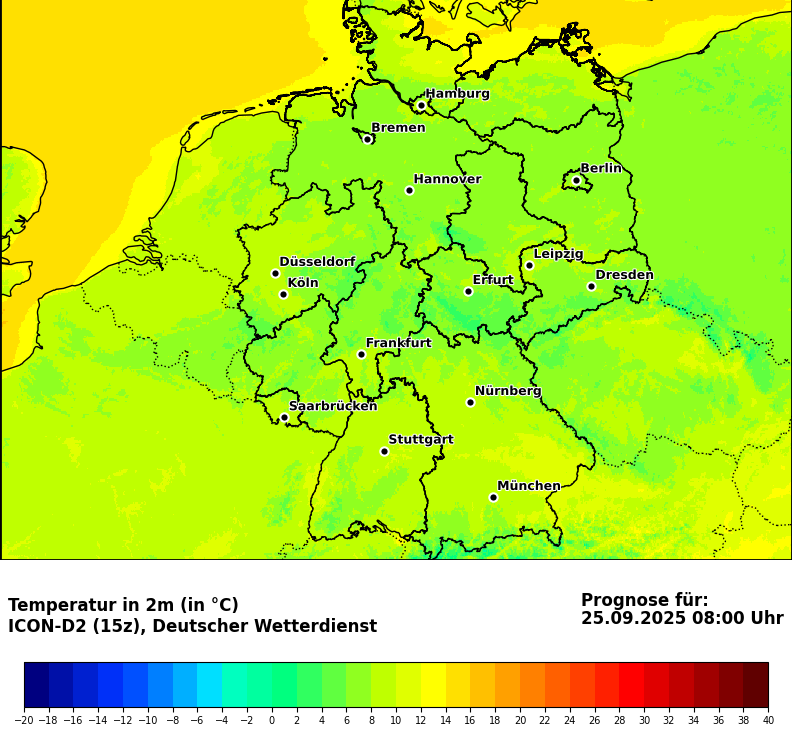 Hamburg
Bremen
Berlin
Hannover
Leipzig
Düsseldorf
Dresden
Köln
Erfurt
Frankfurt
Nürnberg
Saarbrücken
Stuttgart
München
Temperatur in 2m (in °C)
ICON-D2 (15z), Deutscher Wetterdienst
Prognose für:
25.09.2025 08:00 Uhr
−20 −18 −16 −14 −12 −10 −8 −6 −4 −2 0 2 4 6 8 10 12 14 16 18 20 22 24 26 28 30 32 34 36 38 40